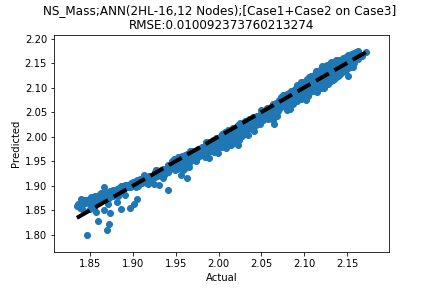 NS_Mass;ANN(2HL-16,12 Nodes);[Case1+Case2 on Case3]
RMSE:0.010092373760213274
2.20
2.15
2.10
2.05
2.00
1.95
1.90
1.85
1.80
Predicted
1.85 1.90 1.95 2.00 2.05 2.10 2.15
Actual